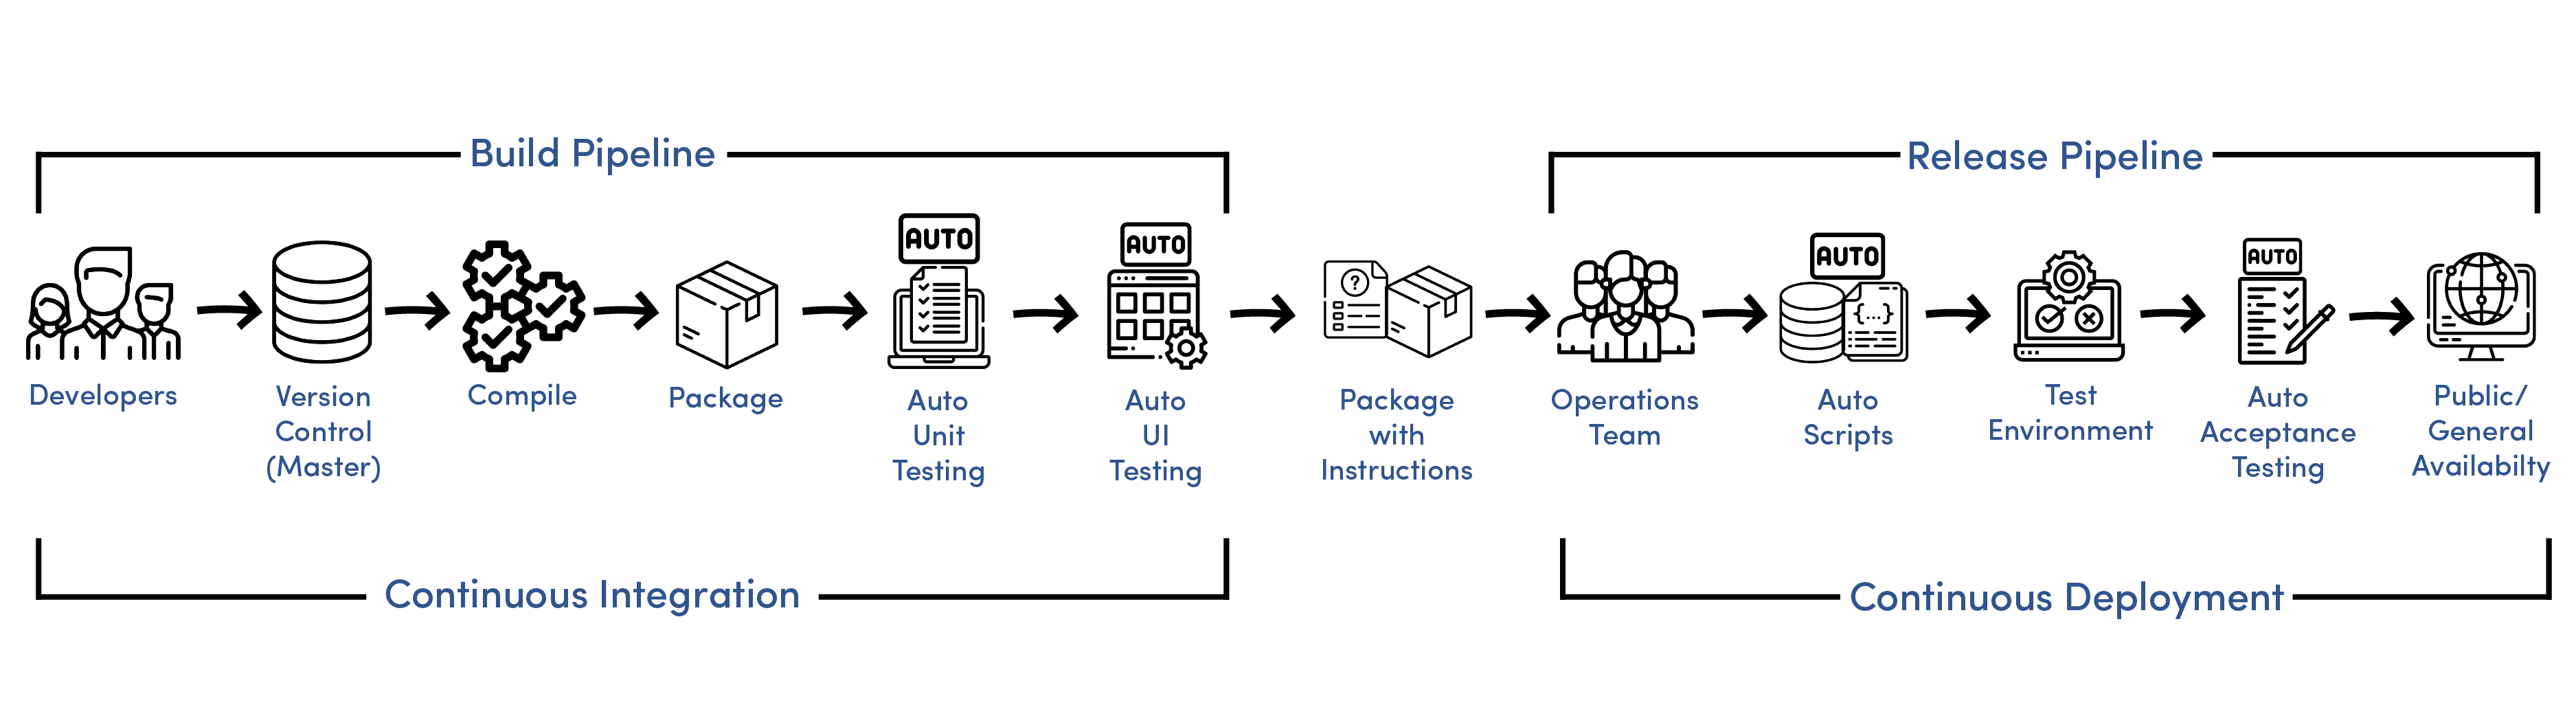 Build Pipeline
Release Pipeline
AUTO
AUTO
AUTO
AUTO
?
{...}
Developers
Version
Control
(Master)
Compile
Package
Auto
Unit
Testing
Auto
UI
Testing
Package
with
Instructions
Operations
Team
Auto
Scripts
Test
Environment
Auto
Acceptance
Testing
Public/
General
Availabilty
Continuous Integration
Continuous Deployment